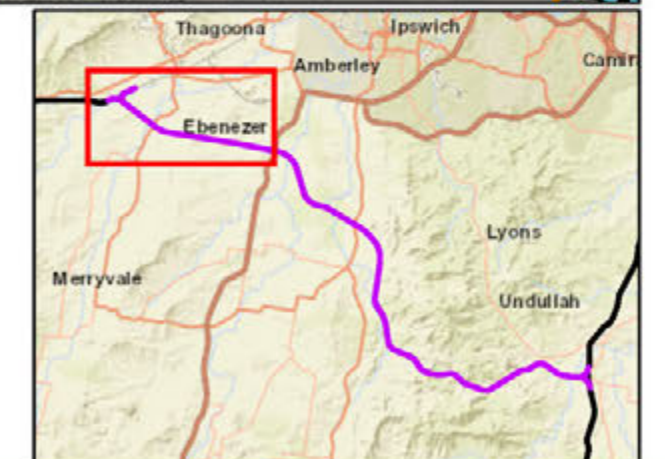 Thagoona
Ipswich
Amberley
Ebenezer
Lyons
Merryvale
Undullah